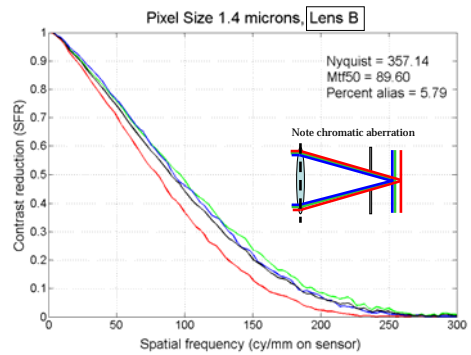 Pixel Size 1.4 microns, Lens B
Nyquist = 357.14
Mtf50 = 89.60
Percent alias = 5.79
Note chromatic aberration
Contrast reduction (SFR)
1
0.9
0.8
0.7
0.6
0.5
0.4
0.3
0.2
0.1
0
0 50 100 150 200 250 300
Spatial frequency (cy/mm on sensor)